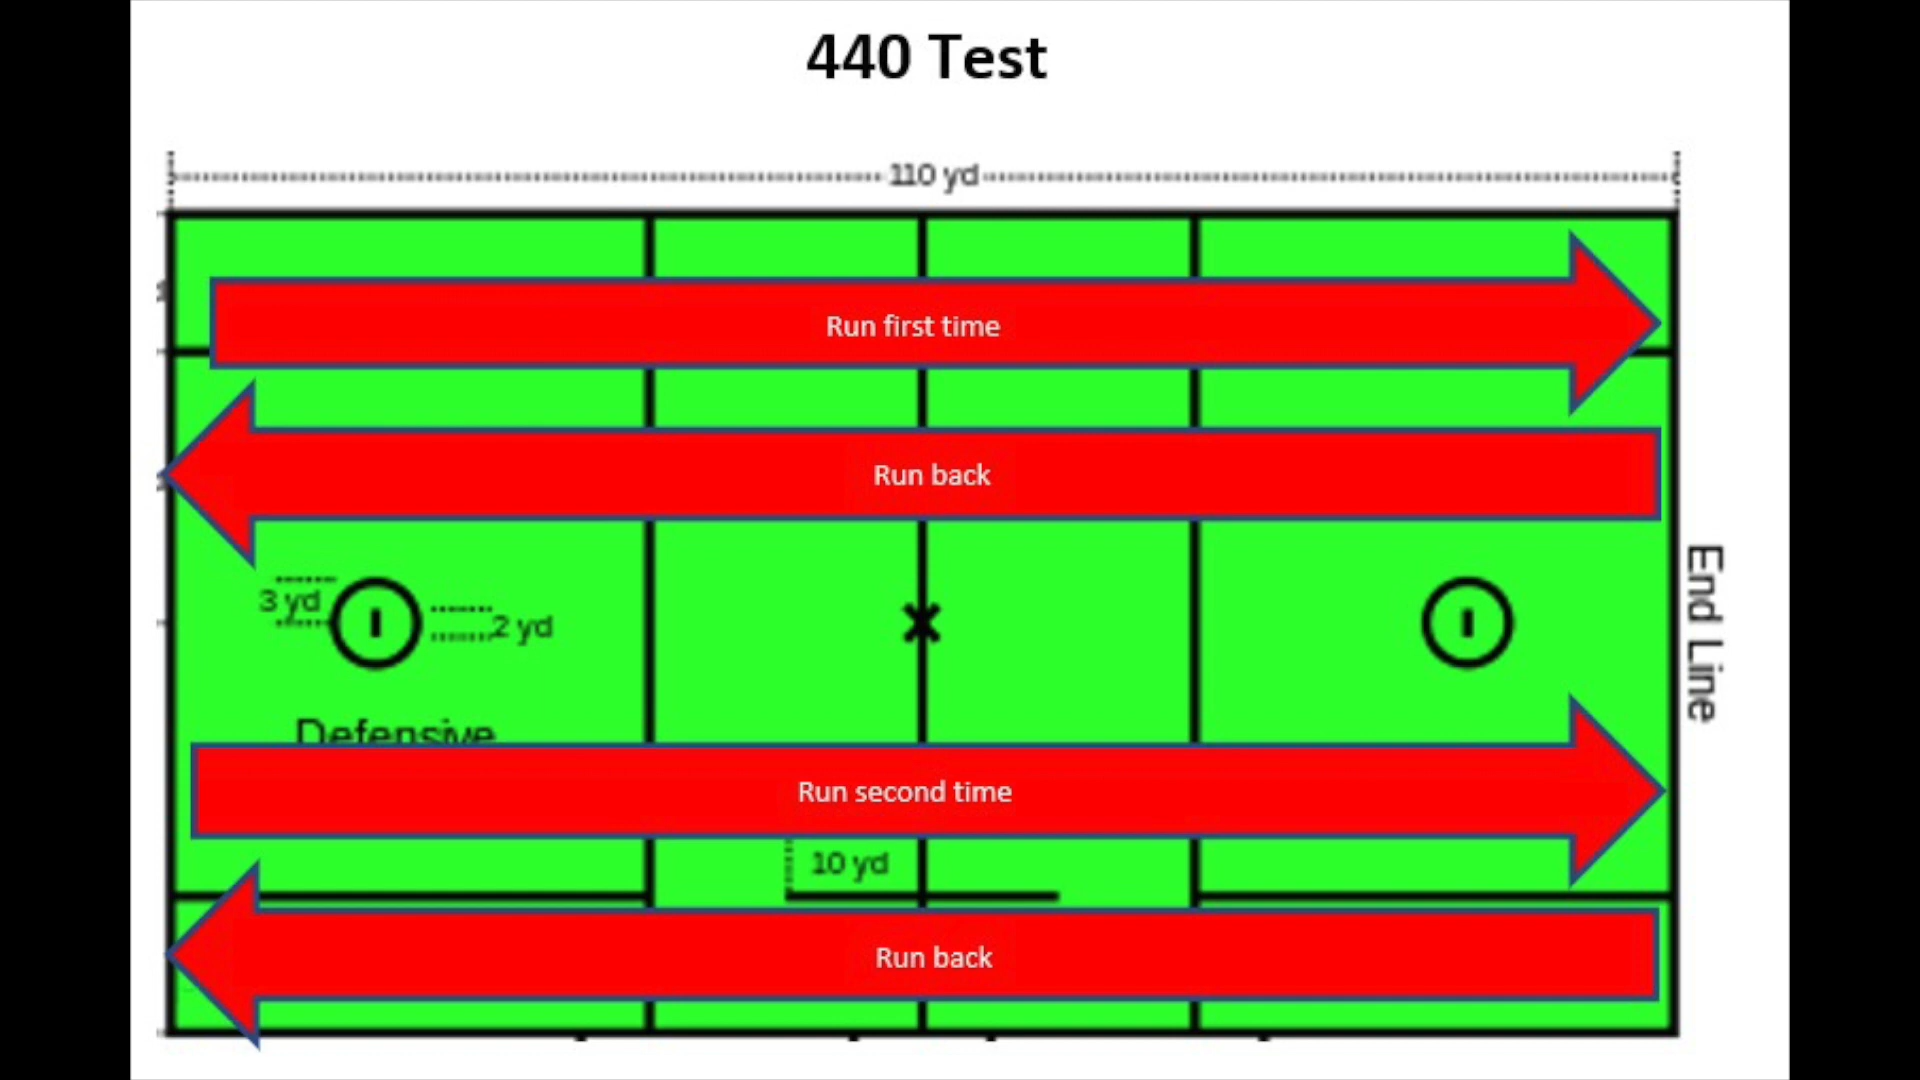 440 Test
110 yd
Run first time
Run back
3 yd
2 yd
End Line
Defensive
Run second time
10 yd
Run back